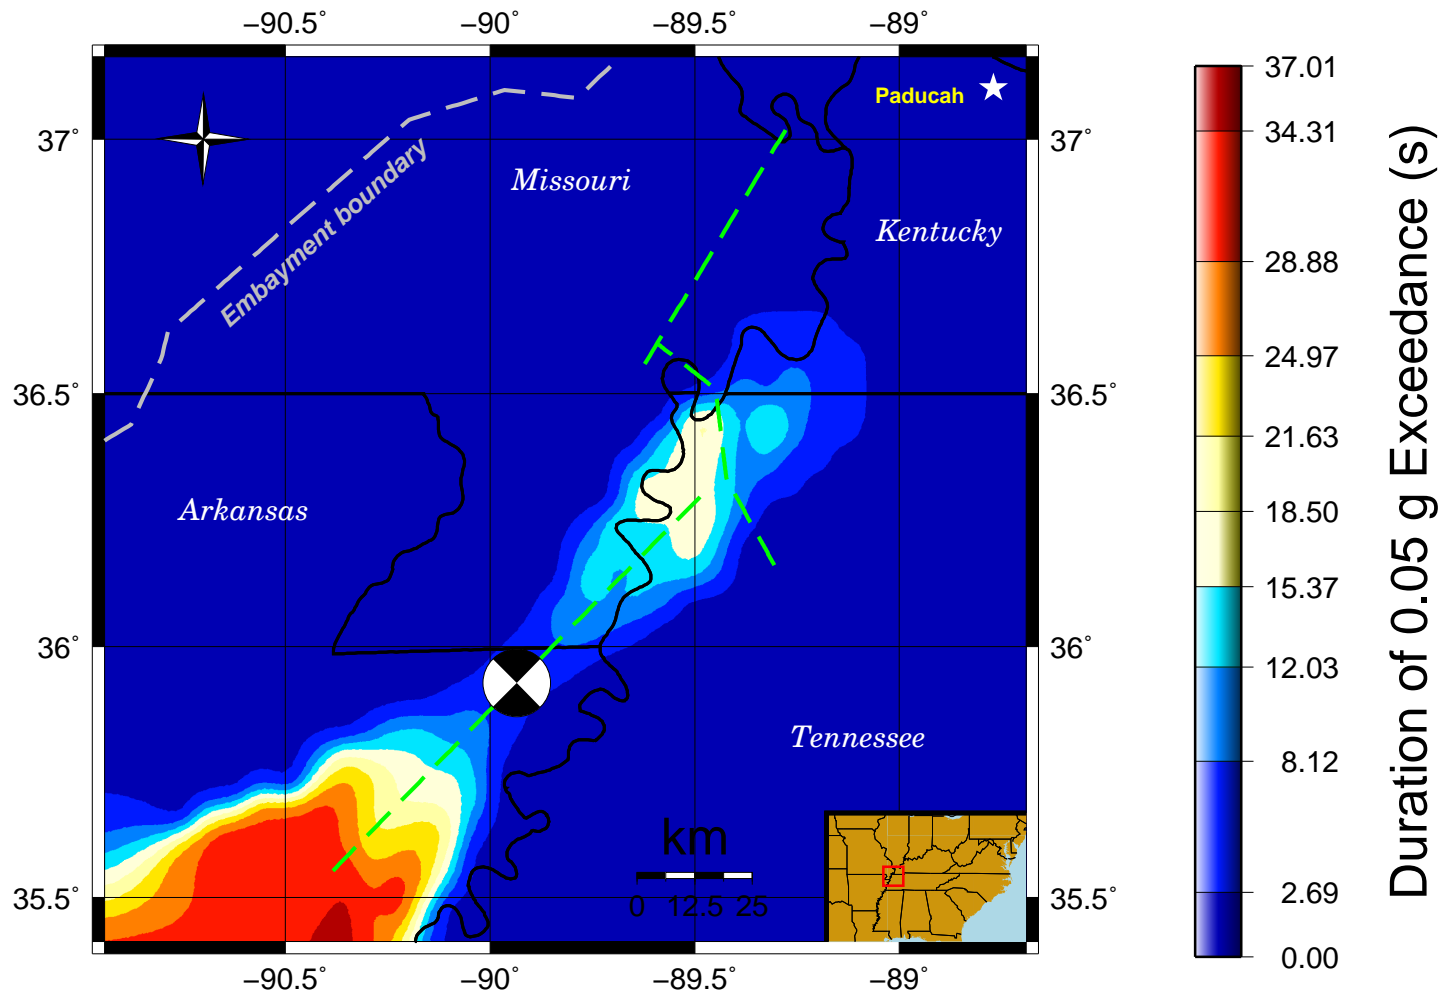 −90.5° −90° −89.5° −89°
37.01
Paducah
34.31
37° 37°
Embayment boundary
Missouri
Kentucky
28.88
24.97
36.5° 36.5°
21.63
Arkansas
18.50
15.37
36° 36°
12.03
Tennessee
8.12
km
0 12.5 25
35.5° 35.5°
2.69
0.00
−90.5° −90° −89.5° −89°
Duration of 0.05 g Exceedance (s)